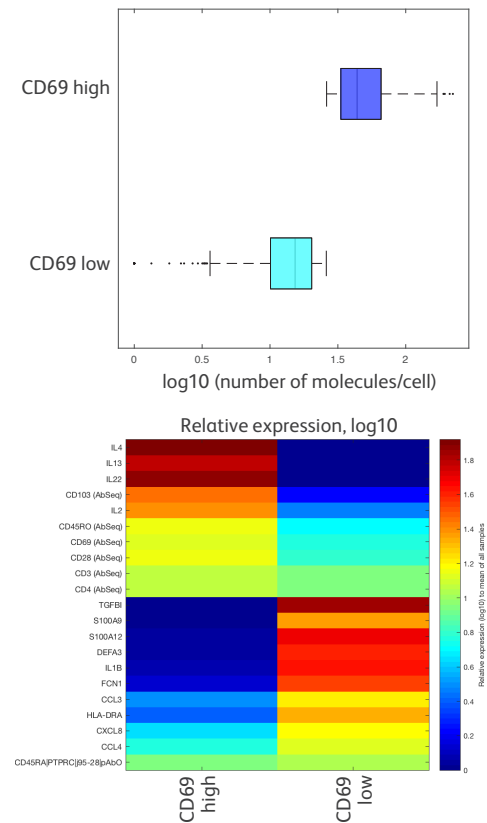 CD69 high
CD69 low
0 0.5 1 1.5 2
log10 (number of molecules/cell)
Relative expression, log10
IL4
IL13
IL22
CD103 (AbSeq)
IL2
CD45RO (AbSeq)
CD69 (AbSeq)
CD28 (AbSeq)
CD3 (AbSeq)
CD4 (AbSeq)
TGFBI
S100A9
S100A12
DEFA3
IL1B
FCN1
CCL3
HLA-DRA
CXCL8
CCL4
CD45RA|PTPRC|j95-28|pAbO
CD69
high
CD69
low
1.8
1.6
1.4
1.2
1
0.8
0.6
0.4
0.2
0
Relative expression (log10) to mean of all samples